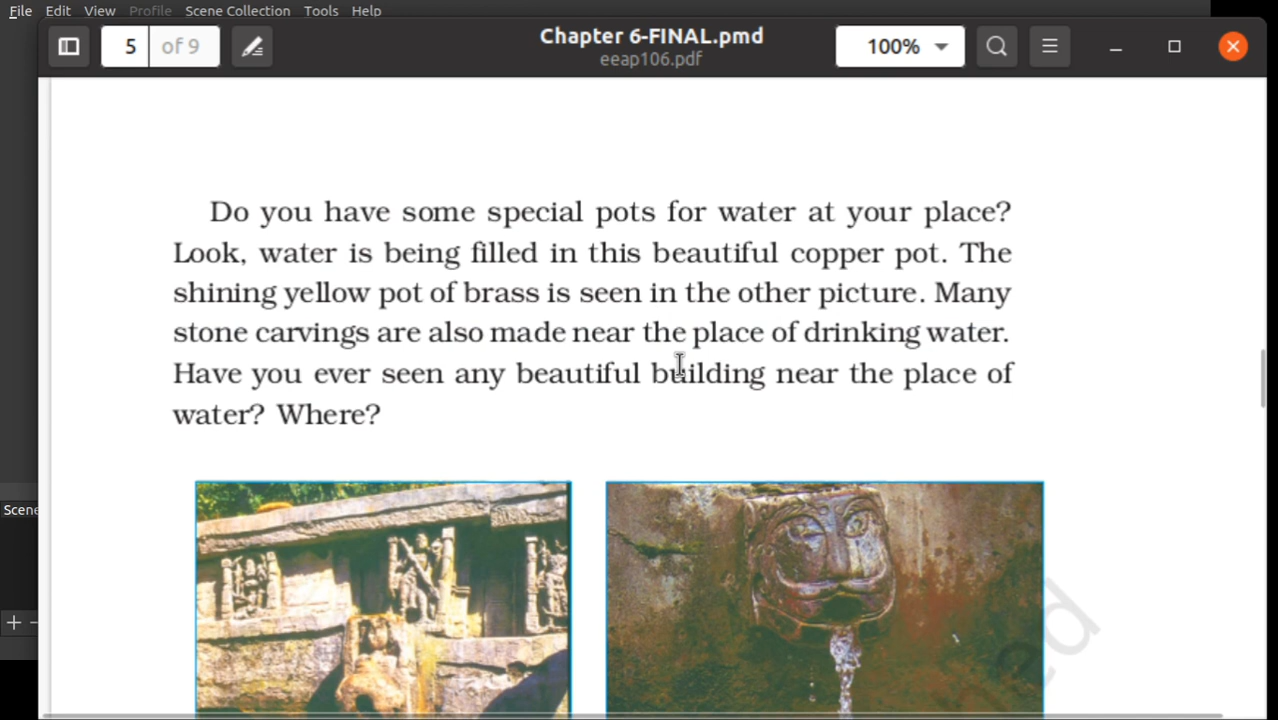 File Edit View Profile Scene Collection Tools Help
5 of 9
Chapter 6-FINAL.pmd
eeap106.pdf
100%
Do you have some special pots for water at your place?
Look, water is being filled in this beautiful copper pot. The
shining yellow pot of brass is seen in the other picture. Many
stone carvings are also made near the place of drinking water.
Have you ever seen any beautiful building near the place of
water? Where?
Scene